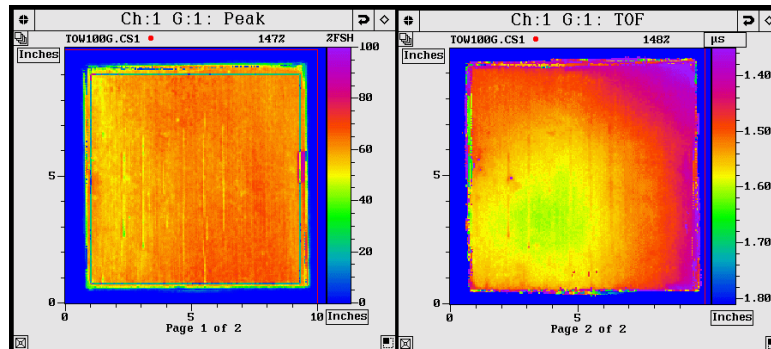 Ch:1 G:1: Peak
TOW100G.CS1 147% %FSH
Inches
100
80
60
40
20
0
5
0
0 5 10
Inches
Page 1 of 2
Ch:1 G:1: TOF
TOW100G.CS1 148% µs
Inches
1.40
1.50
1.60
1.70
1.80
5
0
0 5
Inches
Page 2 of 2